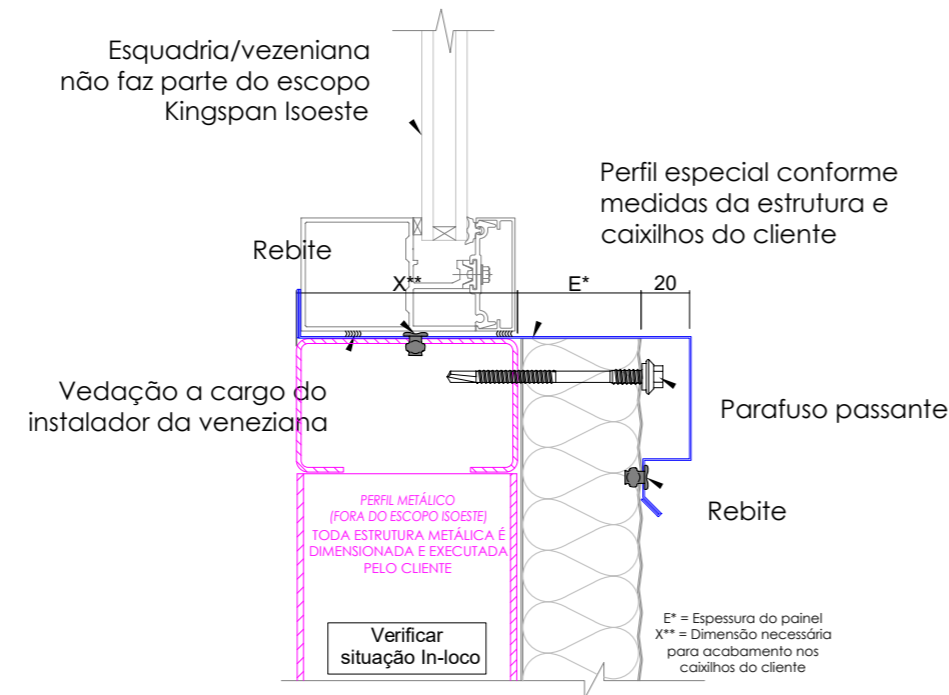 Esquadria/vezeniana
não faz parte do escopo
Kingspan Isoeste
Perfil especial conforme
medidas da estrutura e
caixilhos do cliente
Rebite
X**
E*
20
Vedação a cargo do
instalador da veneziana
Parafuso passante
Rebite
PERFIL METÁLICO
(FORA DO ESCOPO ISOESTE)
TODA ESTRUTURA METÁLICA É
DIMENSIONADA E EXECUTADA
PELO CLIENTE
Verificar
situação In-loco
E* = Espessura do painel
X** = Dimensão necessária
para acabamento nos
caixilhos do cliente